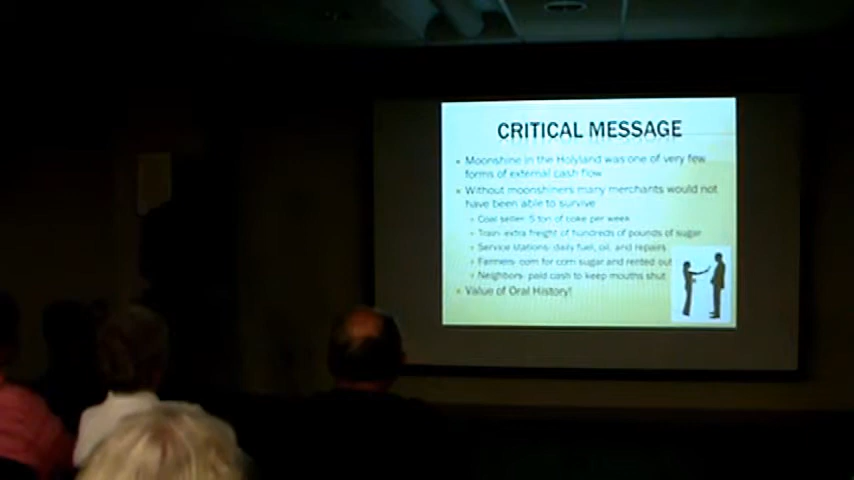 CRITICAL MESSAGE
Moonshine in the Holyland was one of very few
forms of external cash flow
Without moonshiners many merchants would not
have been able to survive
Coal seller: 5 ton of coke per week
Train: extra freight of hundreds of pounds of sugar
Service stations: daily fuel, oil, and repairs
Farmers: corn for corn sugar and rented out
Neighbors: paid cash to keep mouths shut
Value of Oral History!